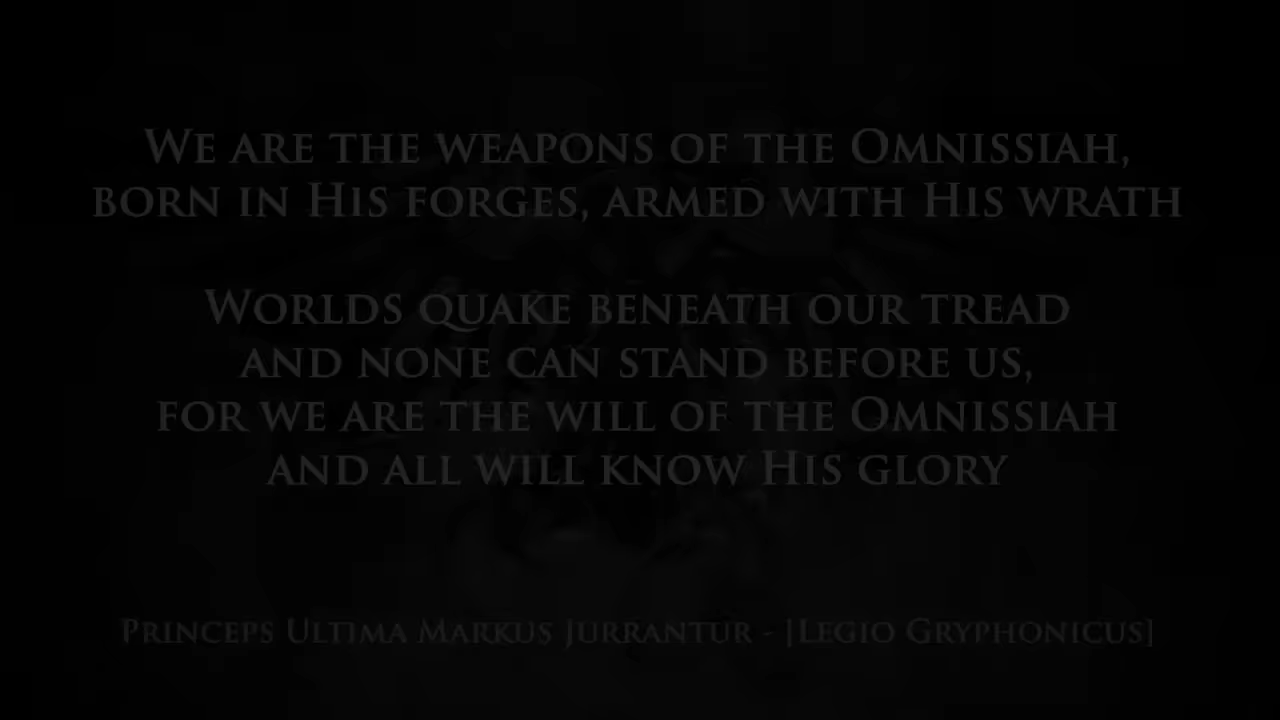 We are the weapons of the Omnissiah,
born in His forges, armed with His wrath
Worlds quake beneath our tread
and none can stand before us,
for we are the will of the Omnissiah
and all will know His glory
Princeps Ultima Markus Jurrantur - [Legio Gryphonicus]